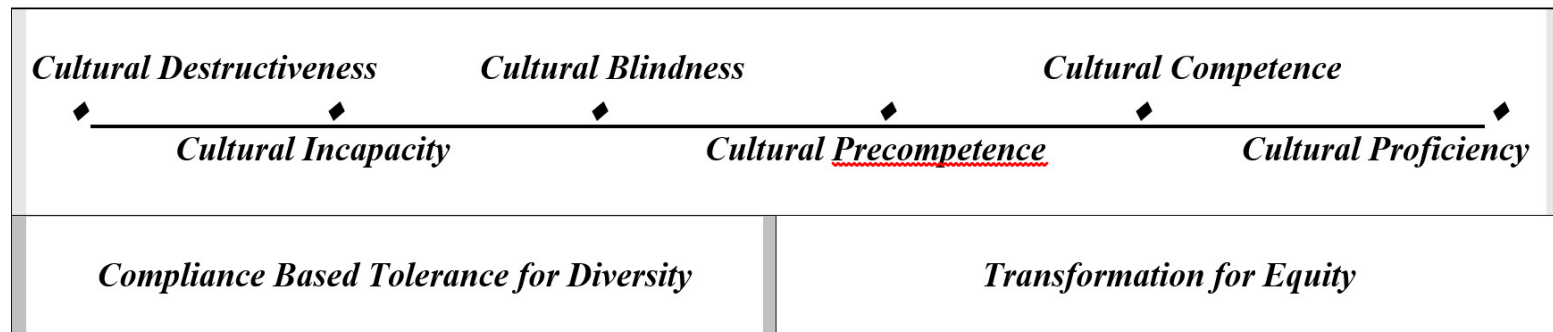 Cultural Destructiveness Cultural Blindness Cultural Competence
Cultural Incapacity Cultural Precompetence Cultural Proficiency
Compliance Based Tolerance for Diversity Transformation for Equity